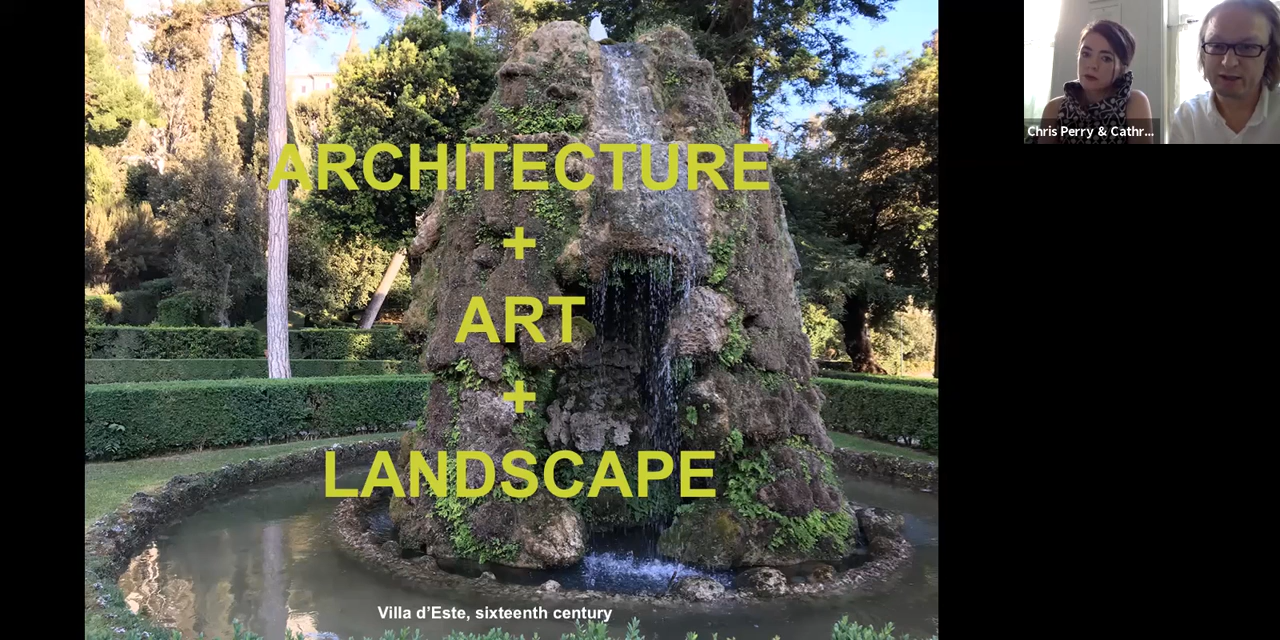 ARCHITECTURE
+
ART
+
LANDSCAPE
Villa d'Este, sixteenth century
Chris Perry & Cathr...